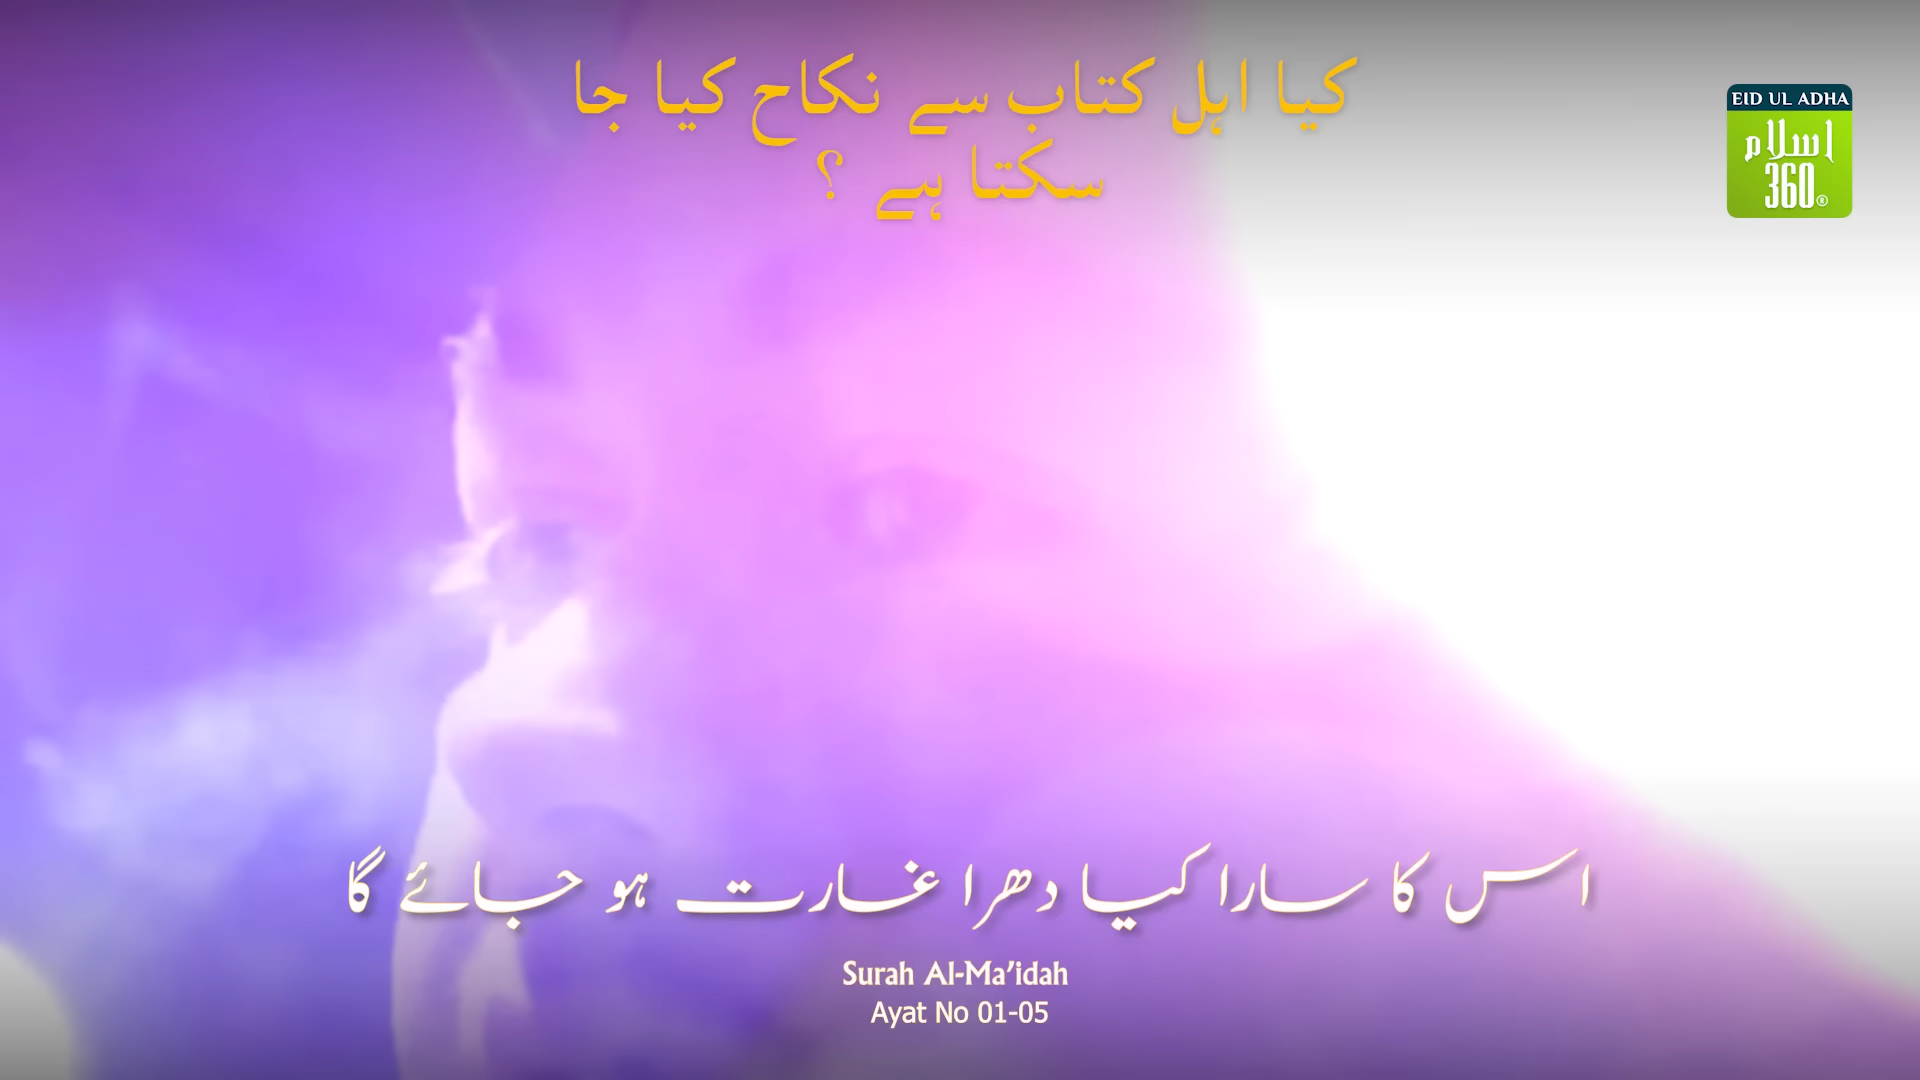 کیا اہل کتاب سے نکاح کیا جا
سکتا ہے ؟
EID UL ADHA
اسلام
360®
اس کا سارا کیا دھرا غارت ہو جائے گا
Surah Al-Ma'idah
Ayat No 01-05